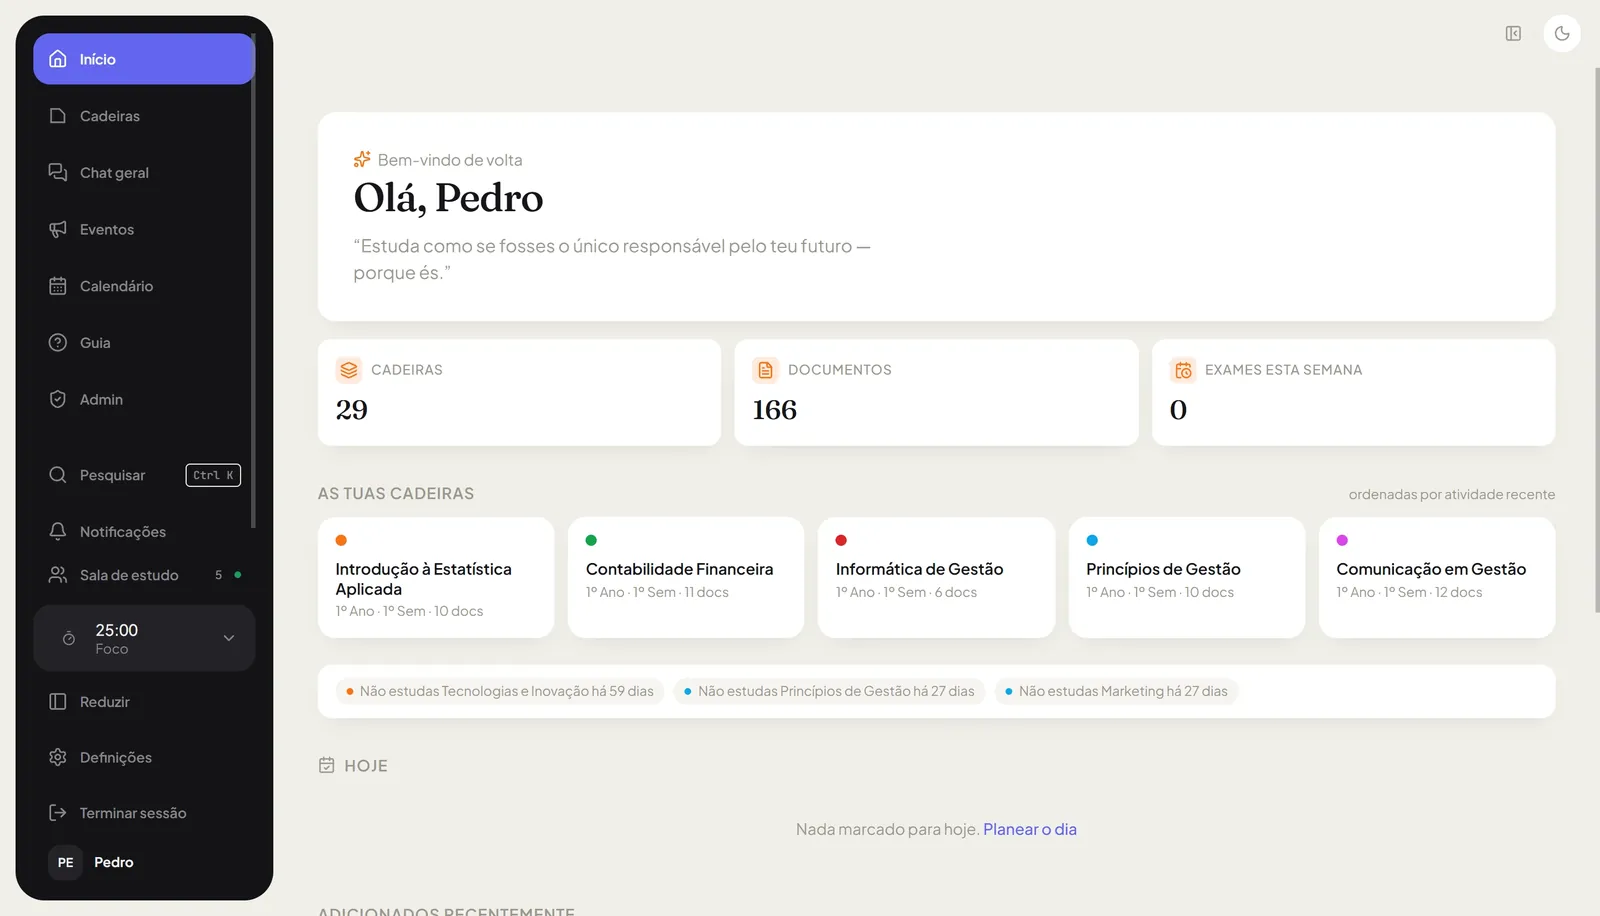 Início
Cadeiras
Chat geral
Eventos
Calendário
Guia
Admin
Pesquisar Ctrl K
Notificações
Sala de estudo 5
25:00
Foco
Reduzir
Definições
Terminar sessão
PE Pedro
Bem-vindo de volta
Olá, Pedro
“Estuda como se fosses o único responsável pelo teu futuro —
porque és.”
CADEIRAS
29
DOCUMENTOS
166
EXAMES ESTA SEMANA
0
AS TUAS CADEIRAS
ordenadas por atividade recente
Introdução à Estatística
Aplicada
1º Ano · 1º Sem · 10 docs
Contabilidade Financeira
1º Ano · 1º Sem · 11 docs
Informática de Gestão
1º Ano · 1º Sem · 6 docs
Princípios de Gestão
1º Ano · 1º Sem · 10 docs
Comunicação em Gestão
1º Ano · 1º Sem · 12 docs
Não estudas Tecnologias e Inovação há 59 dias
Não estudas Princípios de Gestão há 27 dias
Não estudas Marketing há 27 dias
HOJE
Nada marcado para hoje. Planear o dia
ADICIONADOS RECENTEMENTE